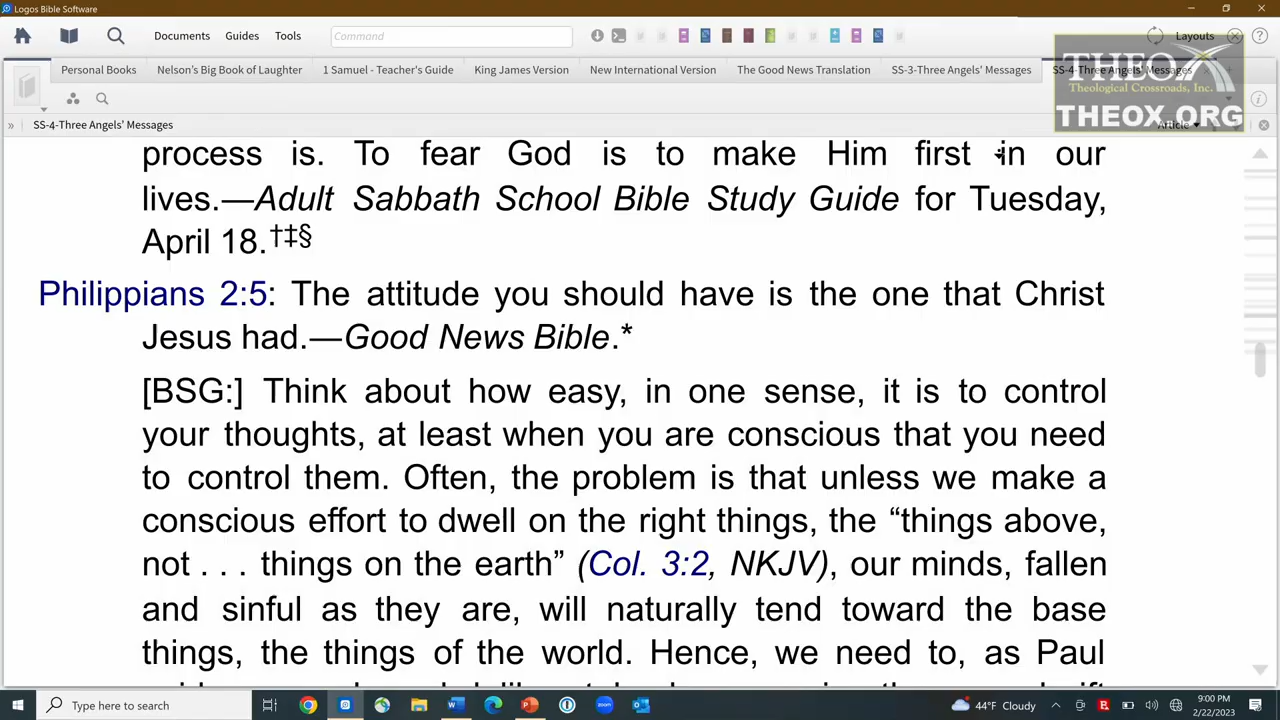 Logos Bible Software
Documents Guides Tools Command Layouts
Personal Books Nelson's Big Book of Laughter 1 Sam King James Version New International Version The Good News Translation SS-3-Three Angels' Messages SS-4-Three Angels' Messages
THEOX
Theological Crossroads, Inc.
THEOX.ORG
SS-4-Three Angels' Messages Article
process is. To fear God is to make Him first in our
lives.—Adult Sabbath School Bible Study Guide for Tuesday,
April 18.†‡§
Philippians 2:5: The attitude you should have is the one that Christ
Jesus had.—Good News Bible.*
[BSG:] Think about how easy, in one sense, it is to control
your thoughts, at least when you are conscious that you need
to control them. Often, the problem is that unless we make a
conscious effort to dwell on the right things, the “things above,
not . . . things on the earth” (Col. 3:2, NKJV), our minds, fallen
and sinful as they are, will naturally tend toward the base
things, the things of the world. Hence, we need to, as Paul
Type here to search 44°F Cloudy 9:00 PM
2/22/2023